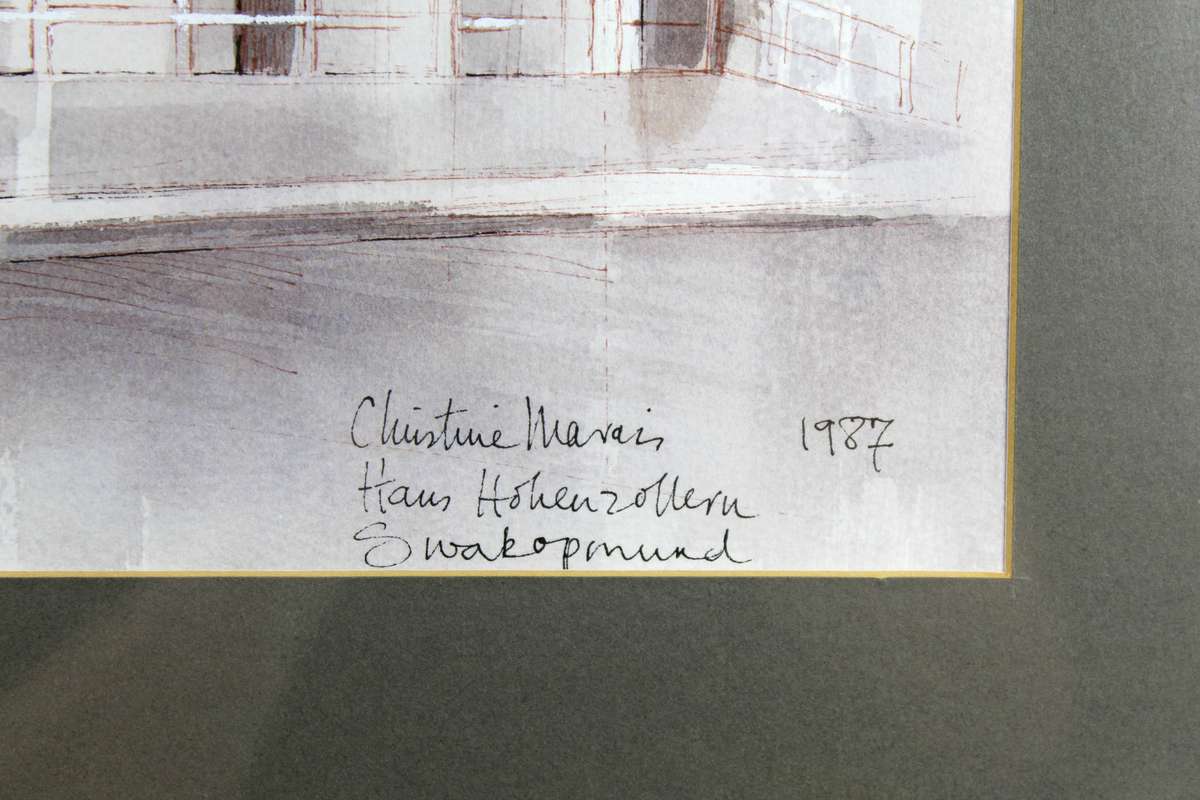 Christine Marais 1987
Haus Hohenzollern
Swakopmund